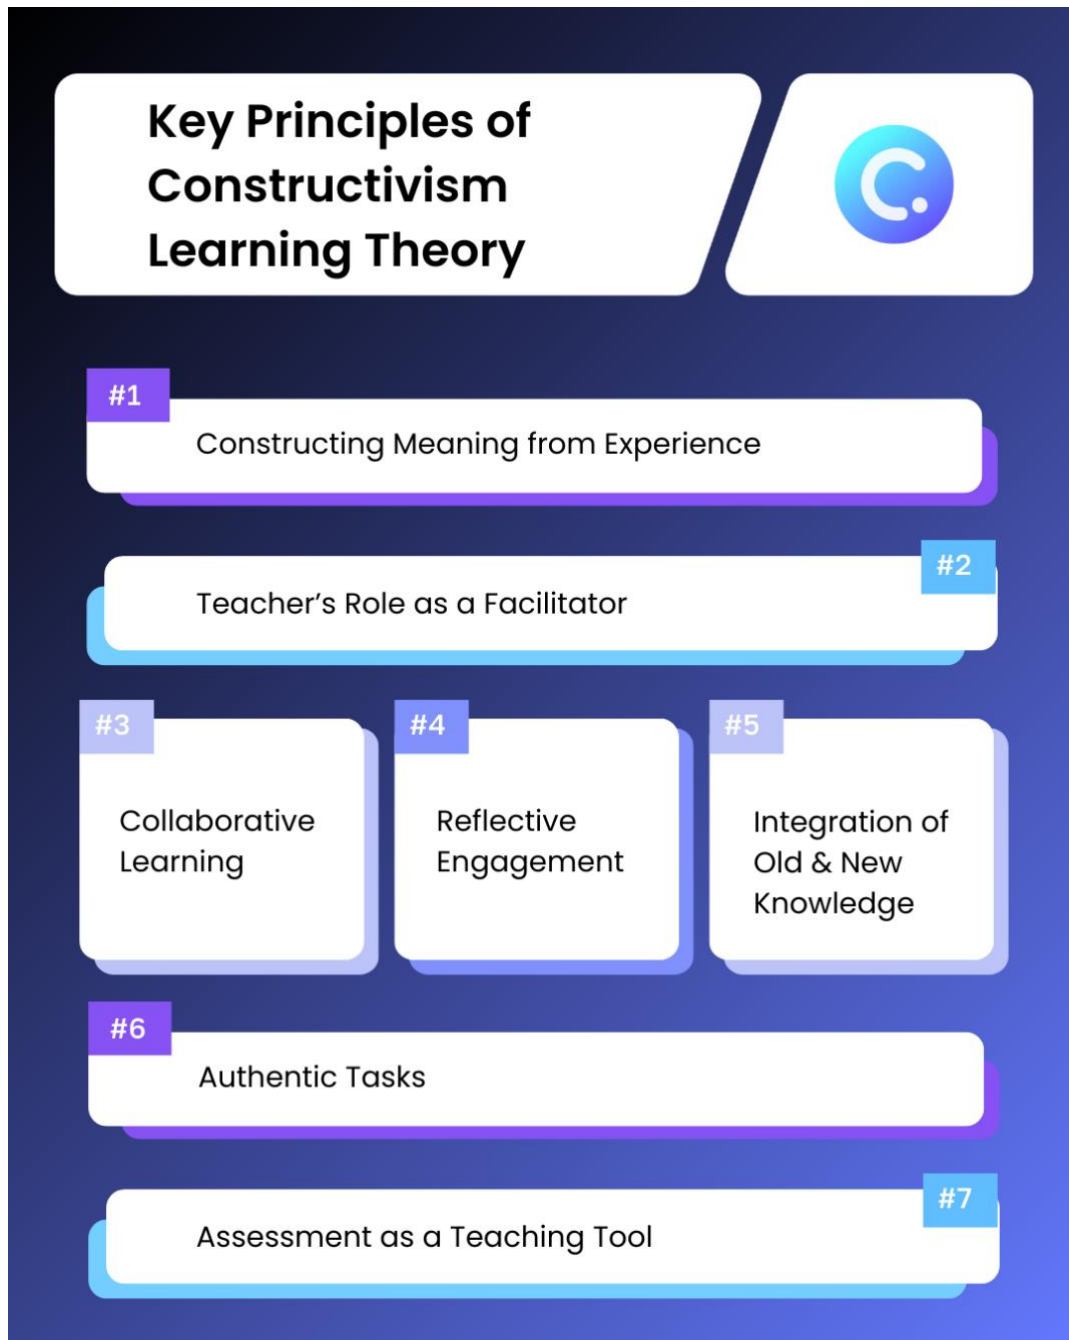 Key Principles of
Constructivism
Learning Theory
C.
#1
Constructing Meaning from Experience
#2
Teacher’s Role as a Facilitator
#3
Collaborative
Learning
#4
Reflective
Engagement
#5
Integration of
Old & New
Knowledge
#6
Authentic Tasks
#7
Assessment as a Teaching Tool